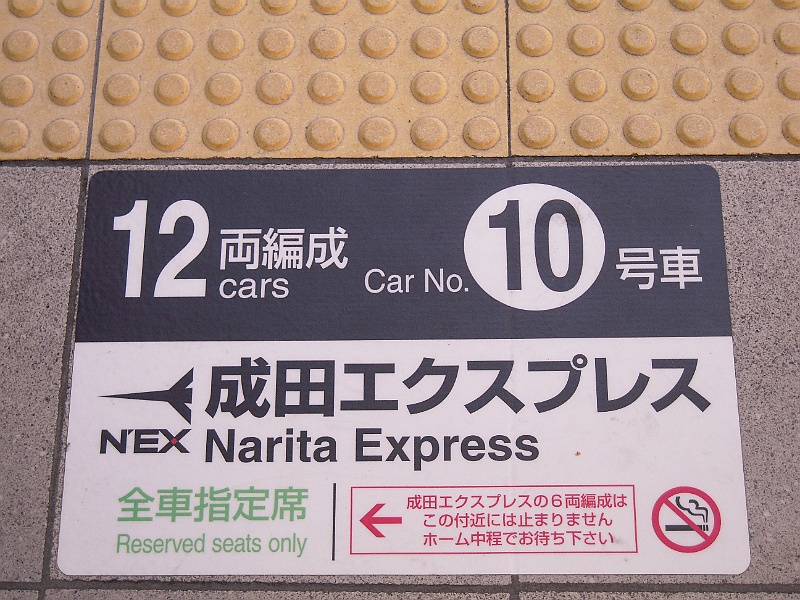 12両編成 Car No. 10 号車
cars
成田エクスプレス
N'EX Narita Express
全車指定席
Reserved seats only
成田エクスプレスの6両編成は
この付近には止まりません
ホーム中程でお待ち下さい